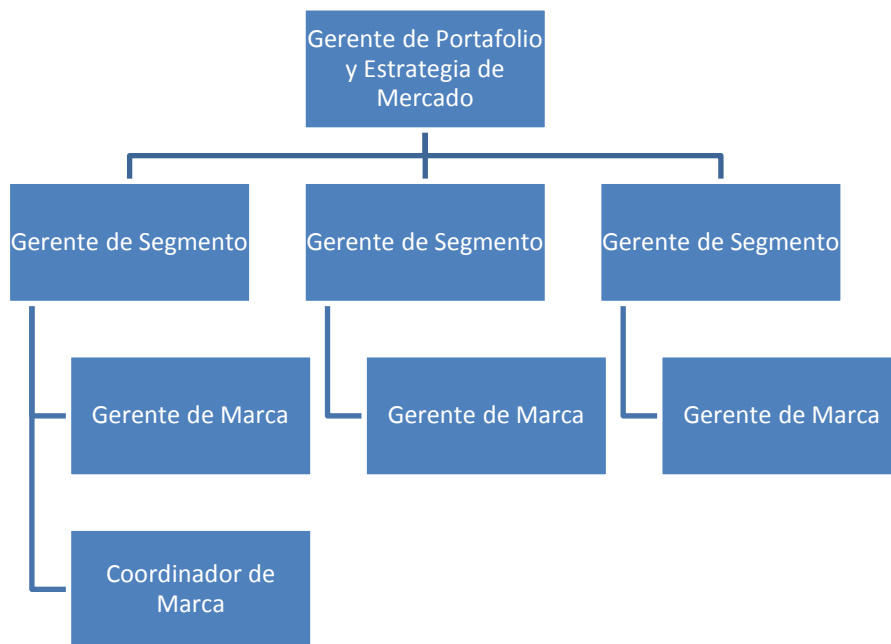 Gerente de Portafolio
y Estrategia de
Mercado
Gerente de Segmento
Gerente de Segmento
Gerente de Segmento
Gerente de Marca
Gerente de Marca
Gerente de Marca
Coordinador de
Marca